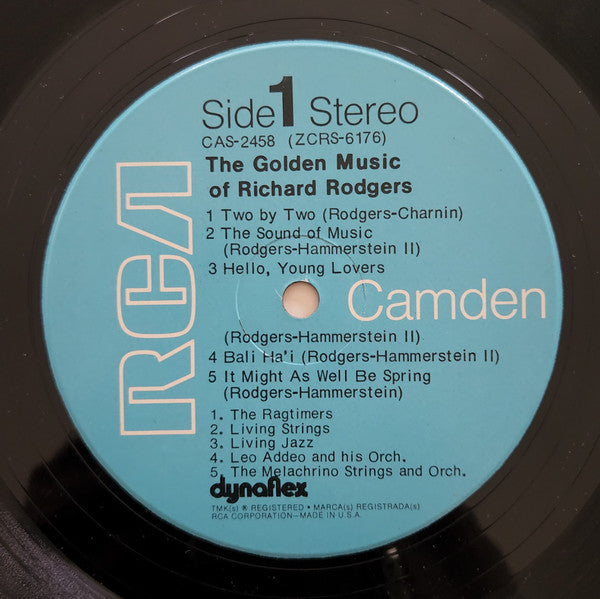 Side 1 Stereo
CAS-2458 (ZCRS-6176)
The Golden Music
of Richard Rodgers
1 Two by Two (Rodgers-Charnin)
2 The Sound of Music
(Rodgers-Hammerstein II)
3 Hello, Young Lovers
RCA
Camden
(Rodgers-Hammerstein II)
4 Bali Ha'i (Rodgers-Hammerstein II)
5 It Might As Well Be Spring
(Rodgers-Hammerstein)
1. The Ragtimers
2. Living Strings
3. Living Jazz
4. Leo Addeo and his Orch.
5. The Melachrino Strings and Orch.
dynaflex
TMK(s) ® REGISTERED • MARCA(s) REGISTRADA(s)
RCA CORPORATION—MADE IN U.S.A.